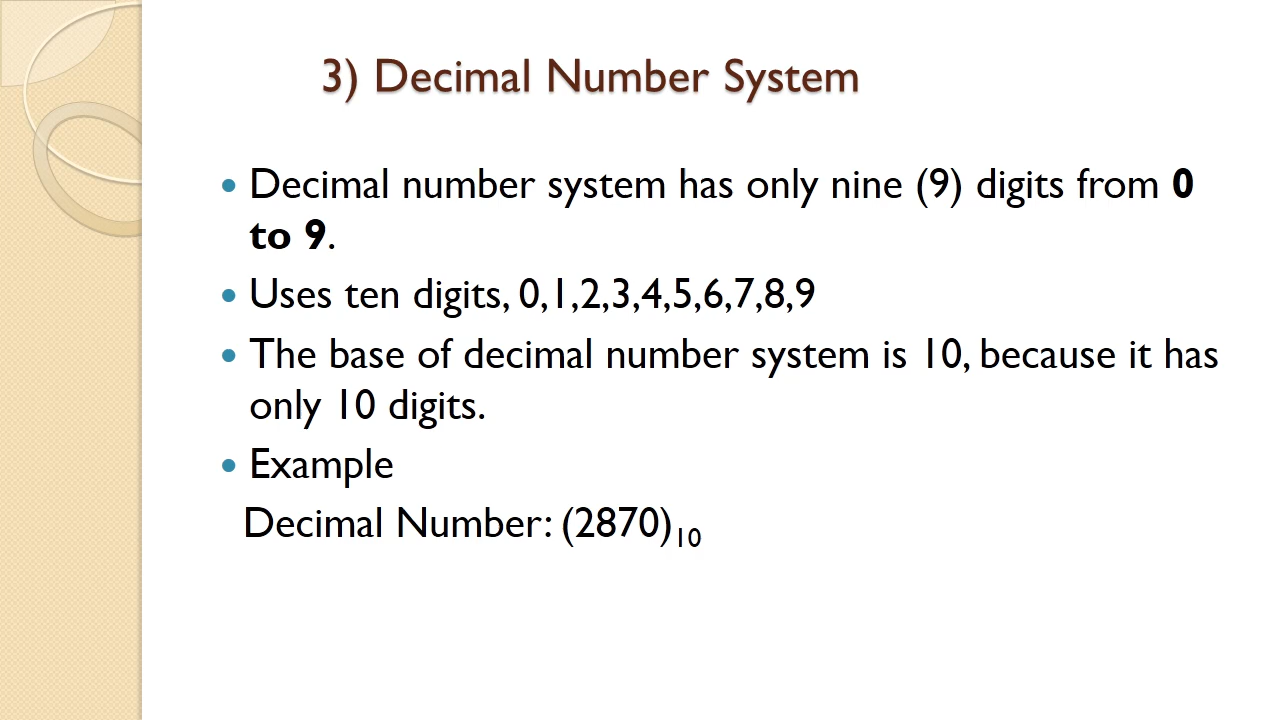 3) Decimal Number System
• Decimal number system has only nine (9) digits from 0
to 9.
• Uses ten digits, 0,1,2,3,4,5,6,7,8,9
• The base of decimal number system is 10, because it has
only 10 digits.
• Example
Decimal Number: (2870)₁₀